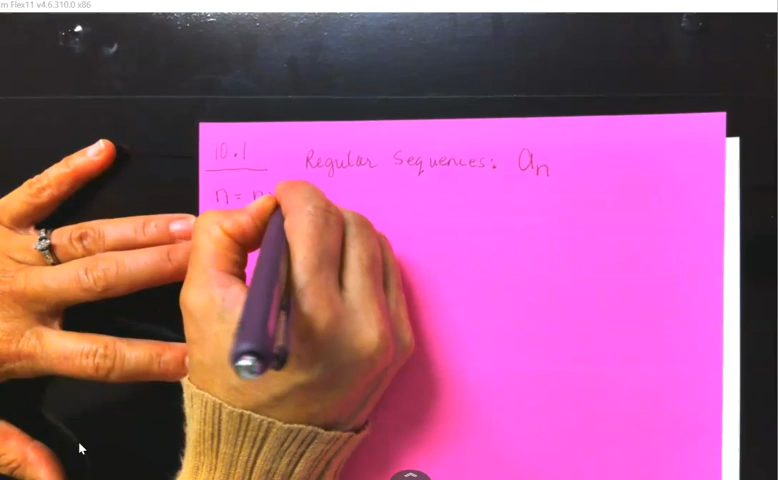 m Flex11 v4.6.310.0 x86
10.1 Regular Sequences: an
n =